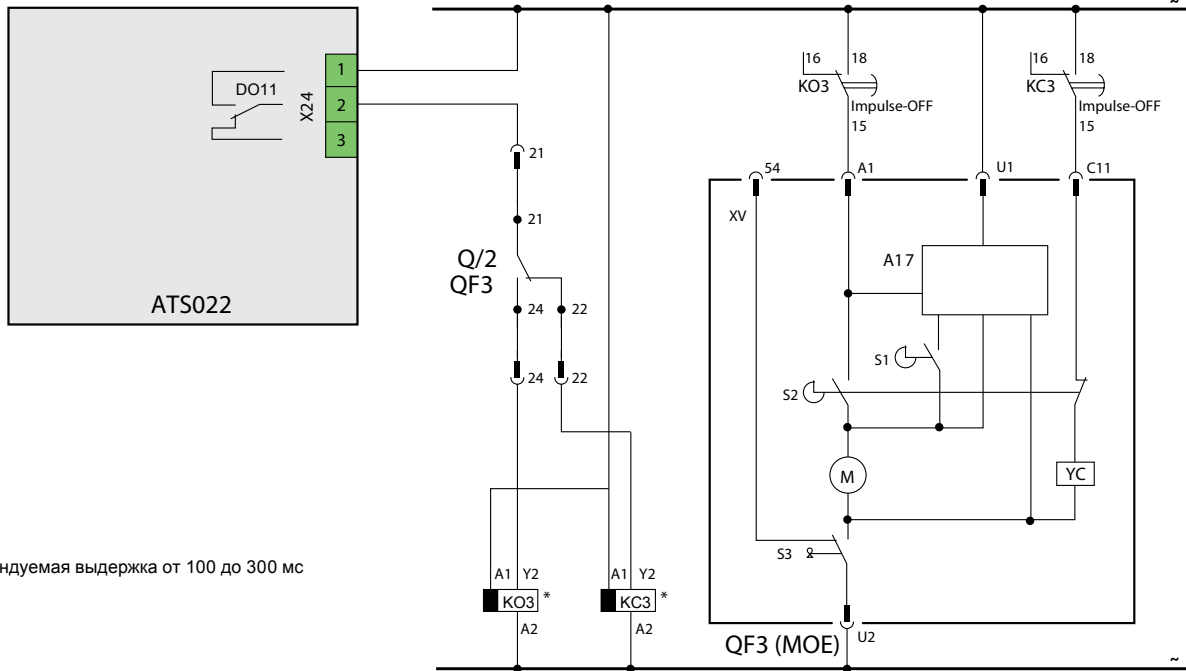 ~
1
DO11
X24
2
3
ATS022
21
21
Q/2
QF3
24
22
24
22
16
18
KO3
Impulse-OFF
15
16
18
KC3
Impulse-OFF
15
54
A1
U1
C11
XV
A17
S1
S2
M
YC
S3
ндуемая выдержка от 100 до 300 мс
A1
Y2
KO3
*
A2
A1
Y2
KC3
*
A2
QF3 (MOE)
U2
~